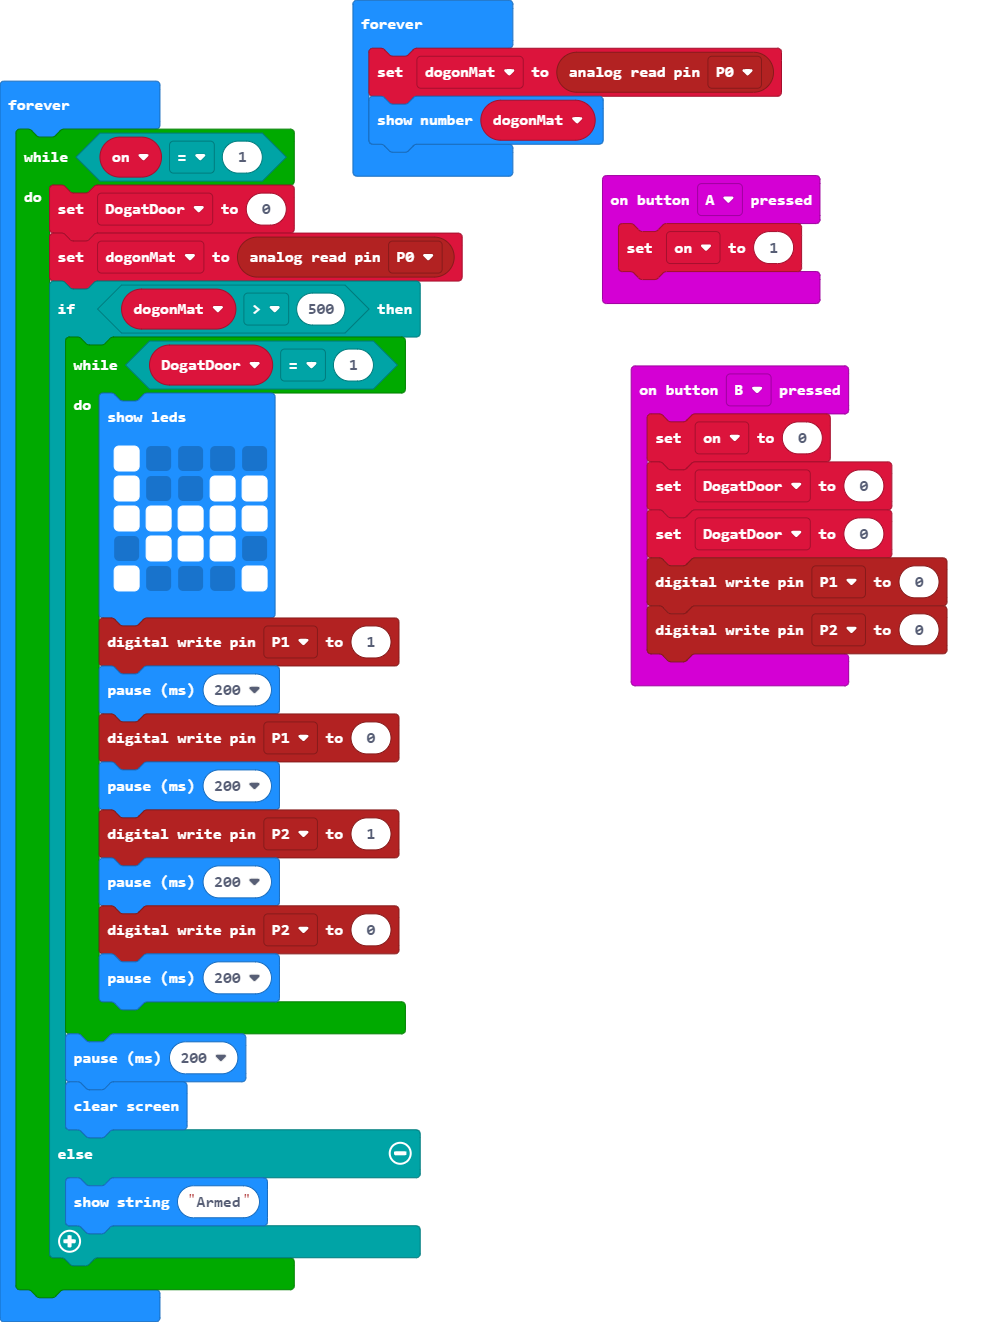 forever
while on = 1
do
set DogatDoor to 0
set dogonMat to analog read pin P0
if dogonMat > 500 then
while DogatDoor = 1
do
show leds
digital write pin P1 to 1
pause (ms) 200
digital write pin P1 to 0
pause (ms) 200
digital write pin P2 to 1
pause (ms) 200
digital write pin P2 to 0
pause (ms) 200
pause (ms) 200
clear screen
else
show string "Armed"
forever
set dogonMat to analog read pin P0
show number dogonMat
on button A pressed
set on to 1
on button B pressed
set on to 0
set DogatDoor to 0
set DogatDoor to 0
digital write pin P1 to 0
digital write pin P2 to 0